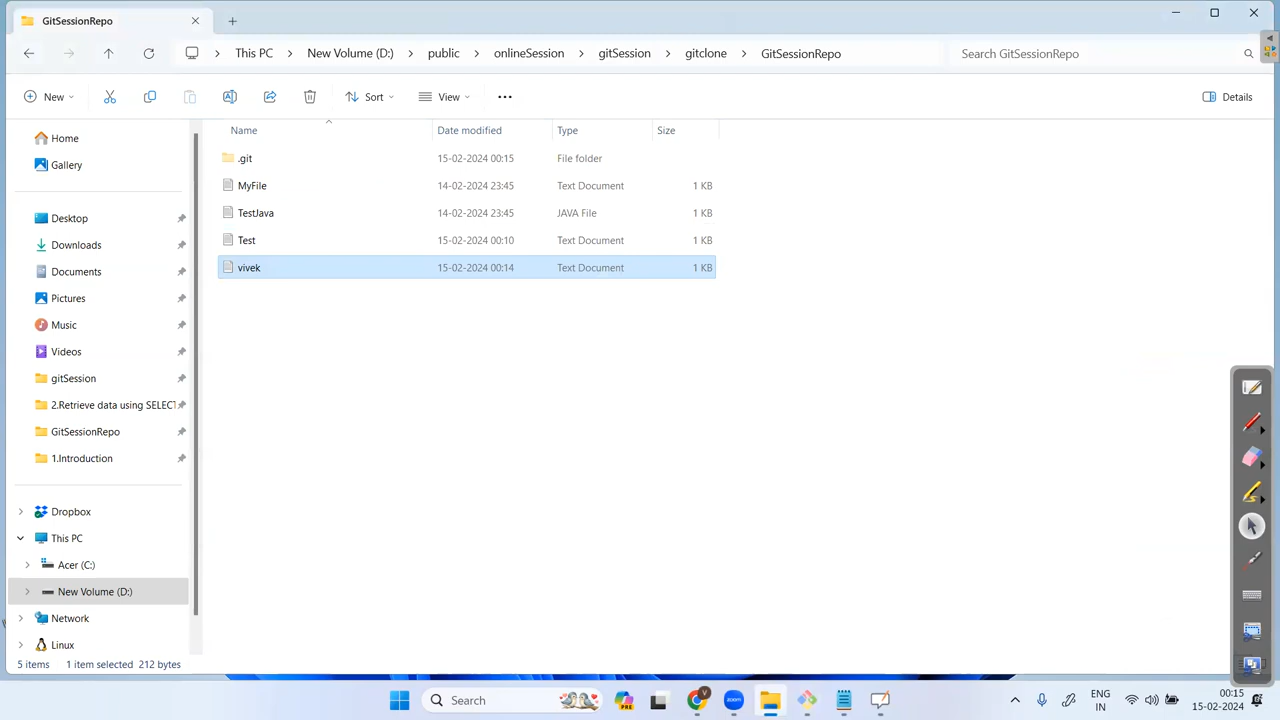 GitSessionRepo
This PC New Volume (D:) public onlineSession gitSession gitclone GitSessionRepo
Search GitSessionRepo
New Sort View Details
Name Date modified Type Size
.git 15-02-2024 00:15 File folder
MyFile 14-02-2024 23:45 Text Document 1 KB
TestJava 14-02-2024 23:45 JAVA File 1 KB
Test 15-02-2024 00:10 Text Document 1 KB
vivek 15-02-2024 00:14 Text Document 1 KB
Home
Gallery
Desktop
Downloads
Documents
Pictures
Music
Videos
gitSession
2.Retrieve data using SELECT
GitSessionRepo
1.Introduction
Dropbox
This PC
Acer (C:)
New Volume (D:)
Network
Linux
5 items 1 item selected 212 bytes
Search
PRE
V
zoom
ENG
IN
00:15
15-02-2024